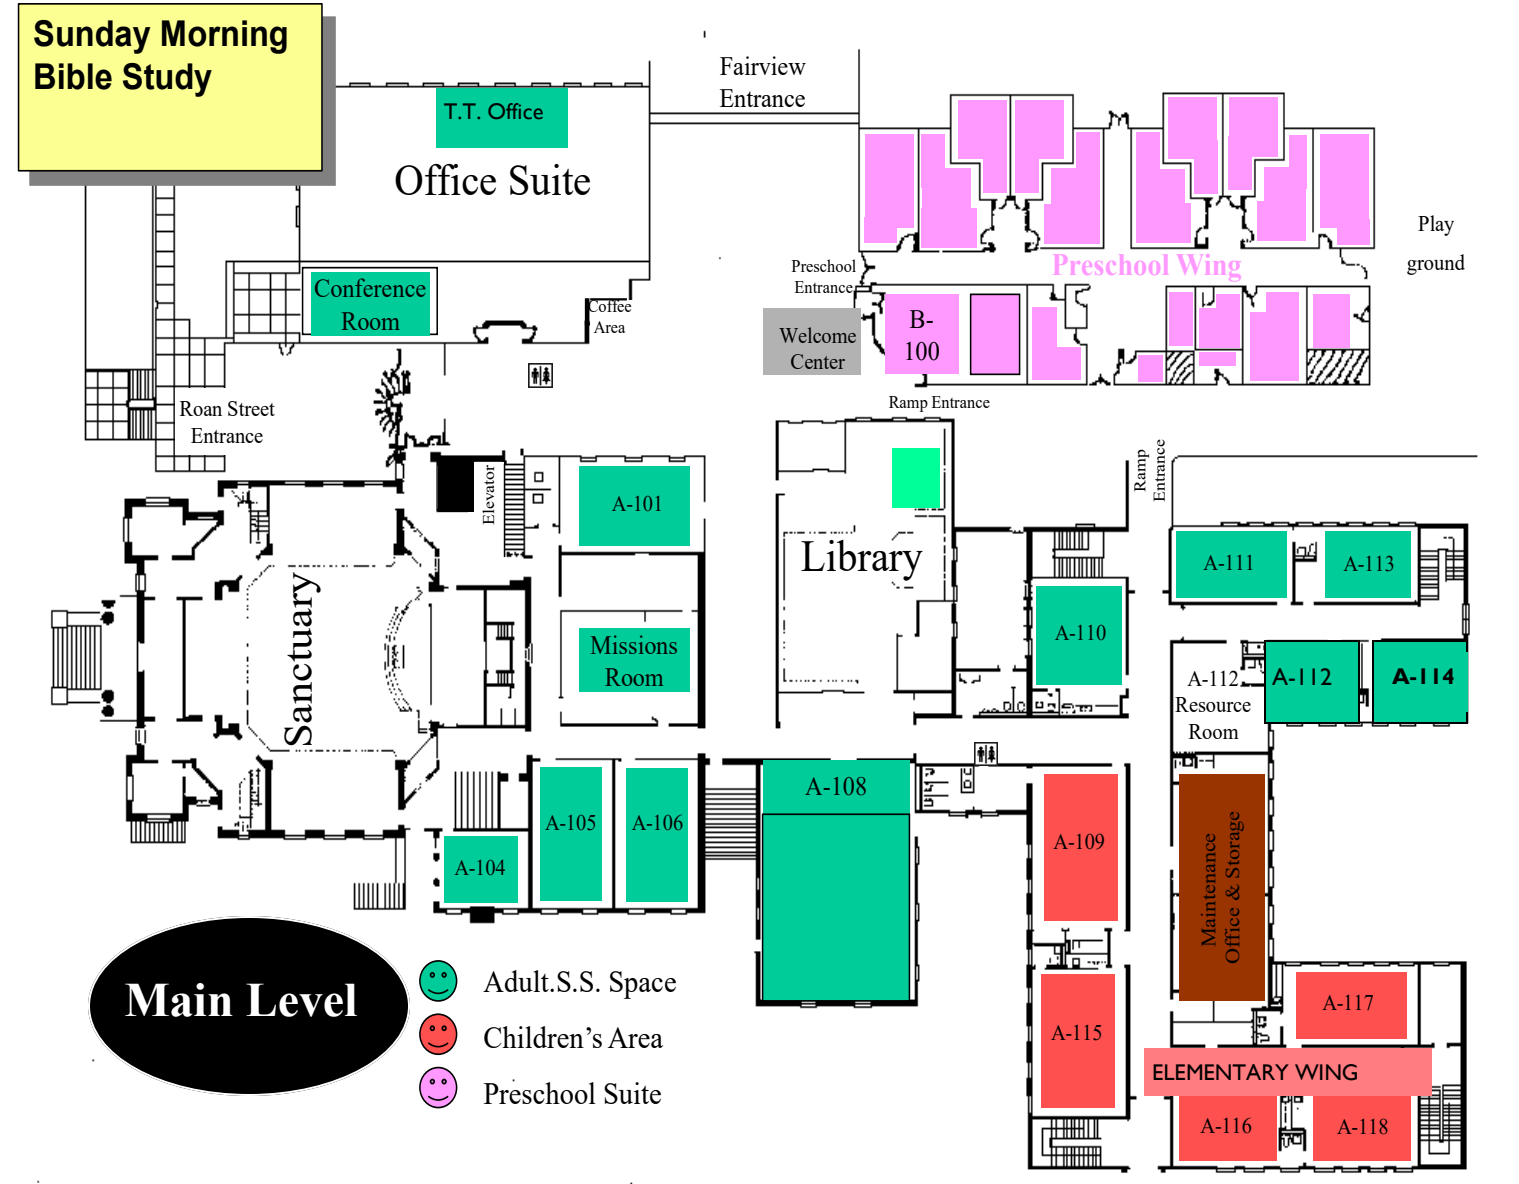 Sunday Morning
Bible Study
T.T. Office
Office Suite
Fairview
Entrance
Conference
Room
Coffee
Area
Preschool
Entrance
Preschool Wing
Play
ground
Welcome
Center
B-
100
Ramp Entrance
Roan Street
Entrance
Elevator
A-101
Library
Ramp
Entrance
A-111
A-113
Sanctuary
Missions
Room
A-110
A-112
Resource
Room
A-112
A-114
A-108
A-105
A-106
A-104
A-109
Maintenance
Office & Storage
Main Level
Adult.S.S. Space
Children’s Area
Preschool Suite
A-115
A-117
ELEMENTARY WING
A-116
A-118